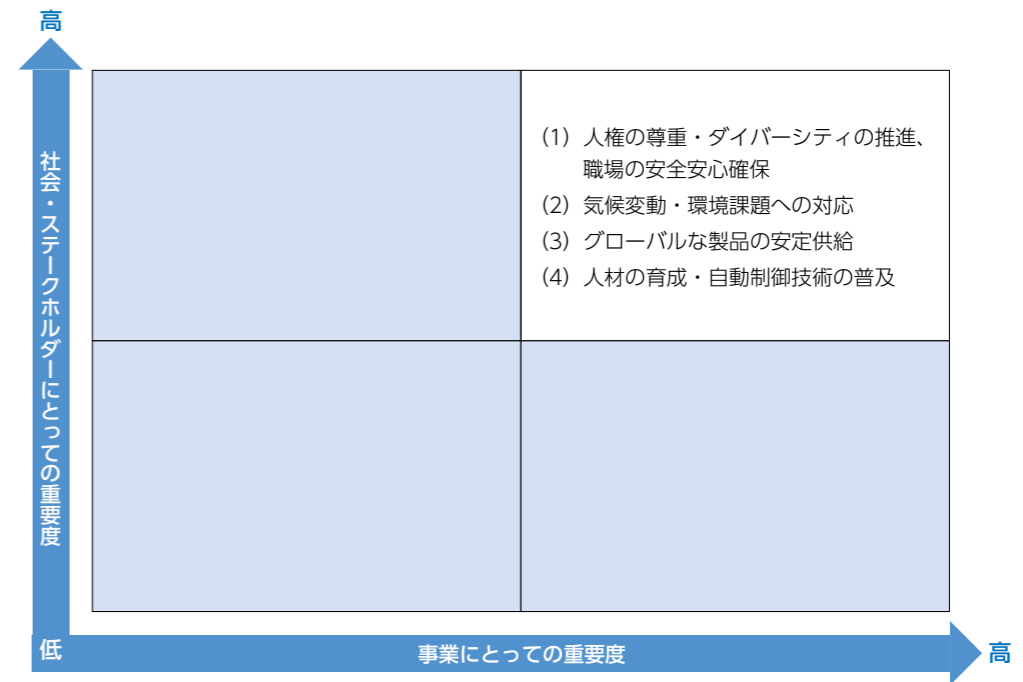 高
社会・ステークホルダーにとっての重要度
（1）人権の尊重・ダイバーシティの推進、
職場の安全安心確保
（2）気候変動・環境課題への対応
（3）グローバルな製品の安定供給
（4）人材の育成・自動制御技術の普及
低
事業にとっての重要度
高